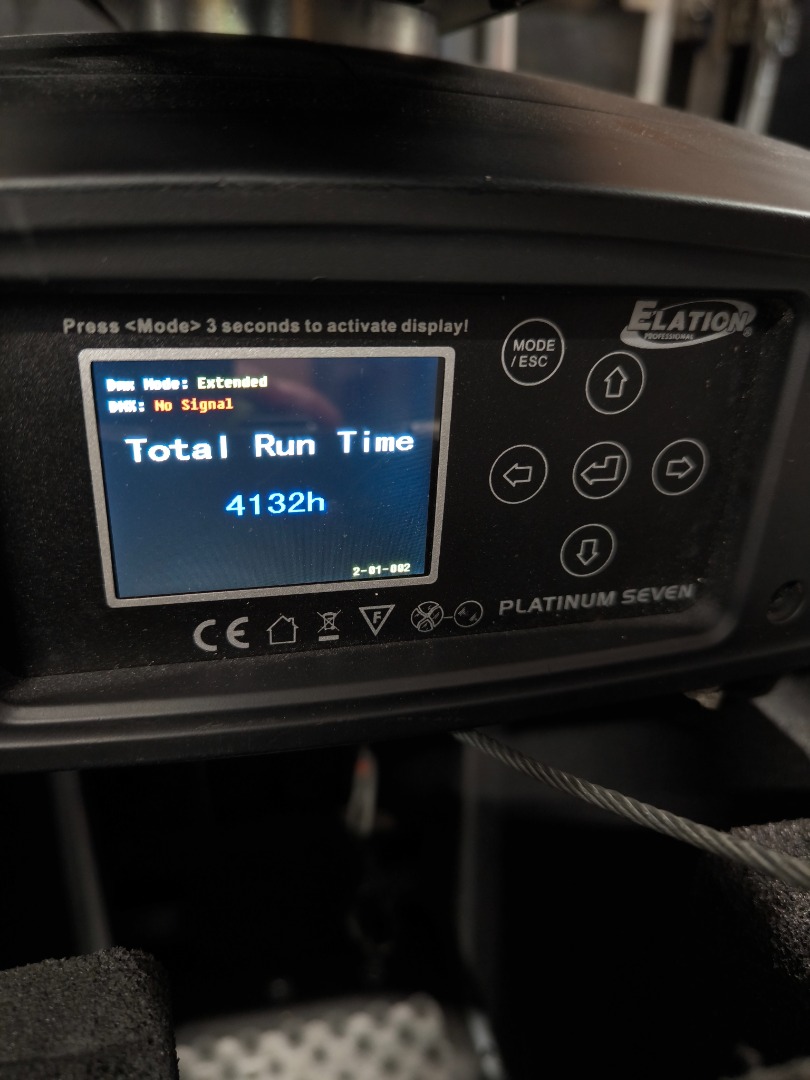 Press <Mode> 3 seconds to activate display!
ELATION
PROFESSIONAL
MODE
/ESC
Dmx Mode: Extended
DMX: No Signal
Total Run Time
4132h
2-01-002
CE
F
PLATINUM SEVEN